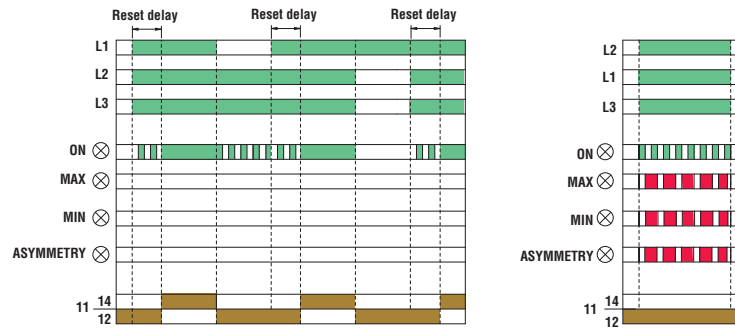 Reset delay Reset delay Reset delay
L1
L2
L3
ON
MAX
MIN
ASYMMETRY
11 14
12
L2
L1
L3
ON
MAX
MIN
ASYMMETRY
11 14
12